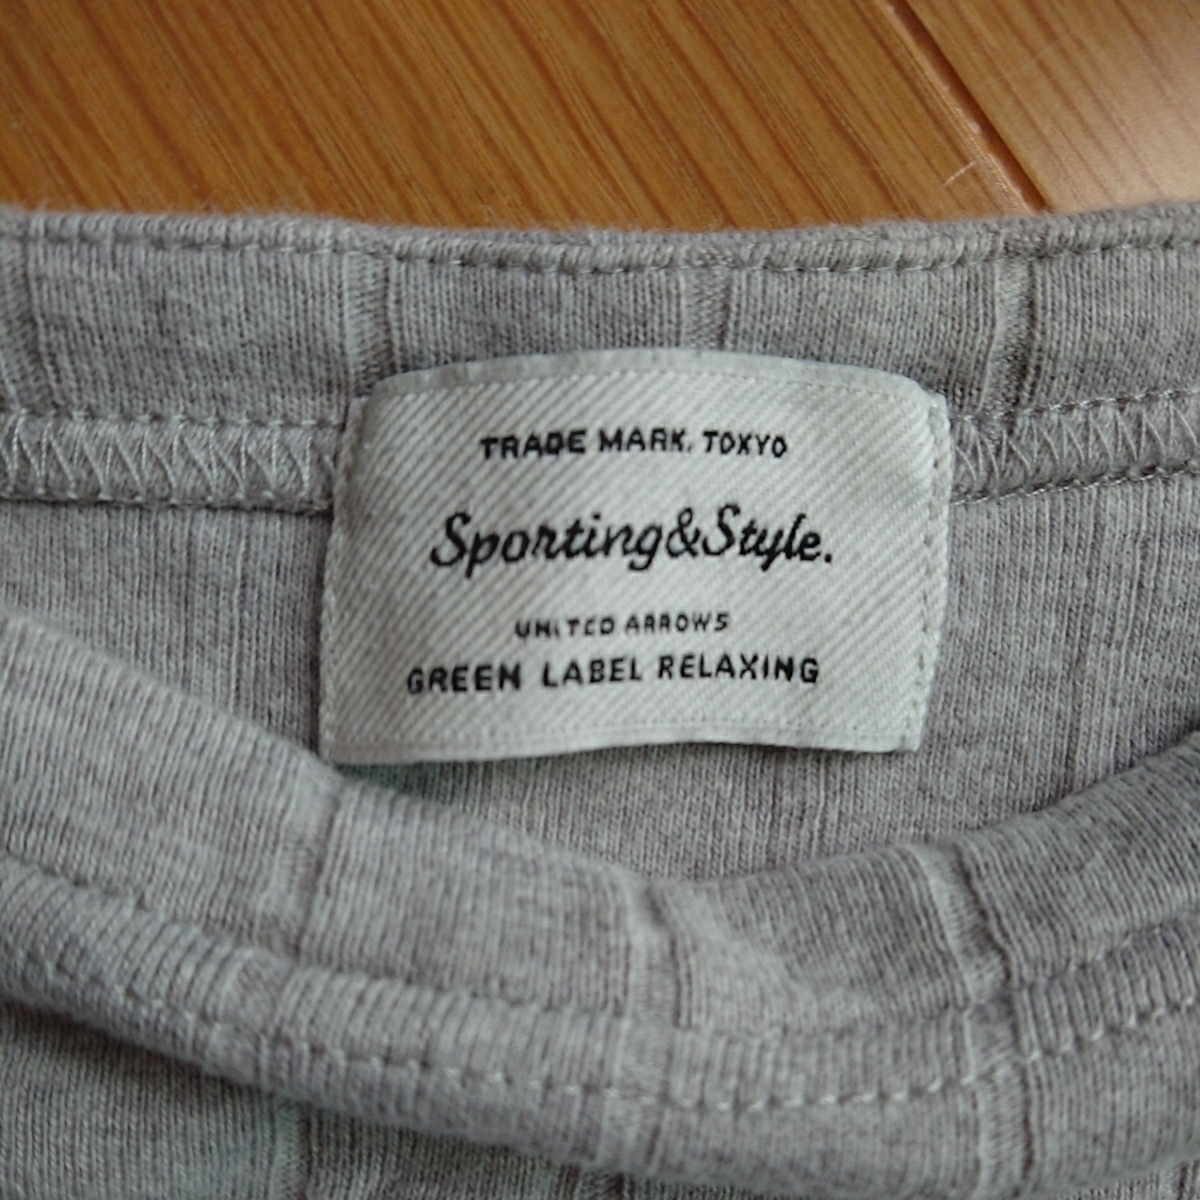 TRADE MARK. TOKYO
Sporting&Style.
UNITED ARROWS
GREEN LABEL RELAXING